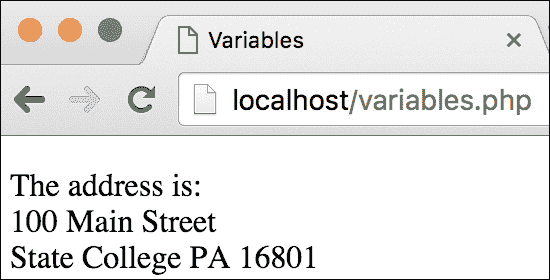 Variables
localhost/variables.php
The address is:
100 Main Street
State College PA 16801